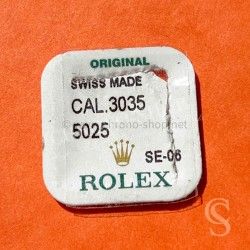 ORIGINAL
SWISS MADE
CAL.3035
5025
SE-06
ROLEX